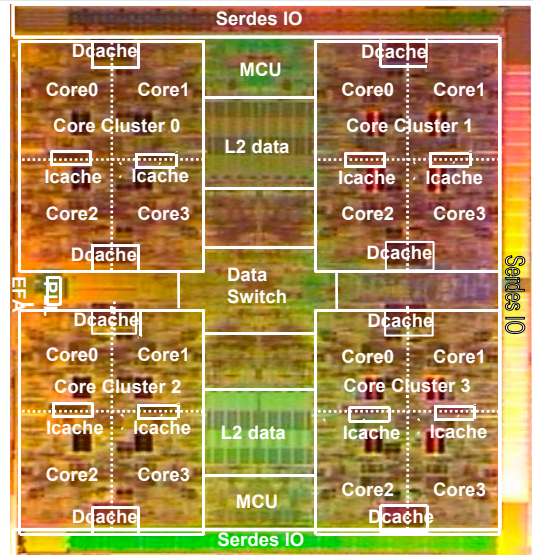 Serdes IO
Dcache
Core0 Core1
Core Cluster 0
Icache Icache
Core2 Core3
Dcache
MCU
L2 data
Dcache
Core0 Core1
Core Cluster 1
Icache Icache
Core2 Core3
Dcache
Data
Switch
EFA
PLL
Serdes IO
Dcache
Core0 Core1
Core Cluster 2
Icache Icache
Core2 Core3
Dcache
L2 data
MCU
Dcache
Core0 Core1
Core Cluster 3
Icache Icache
Core2 Core3
Dcache
Serdes IO